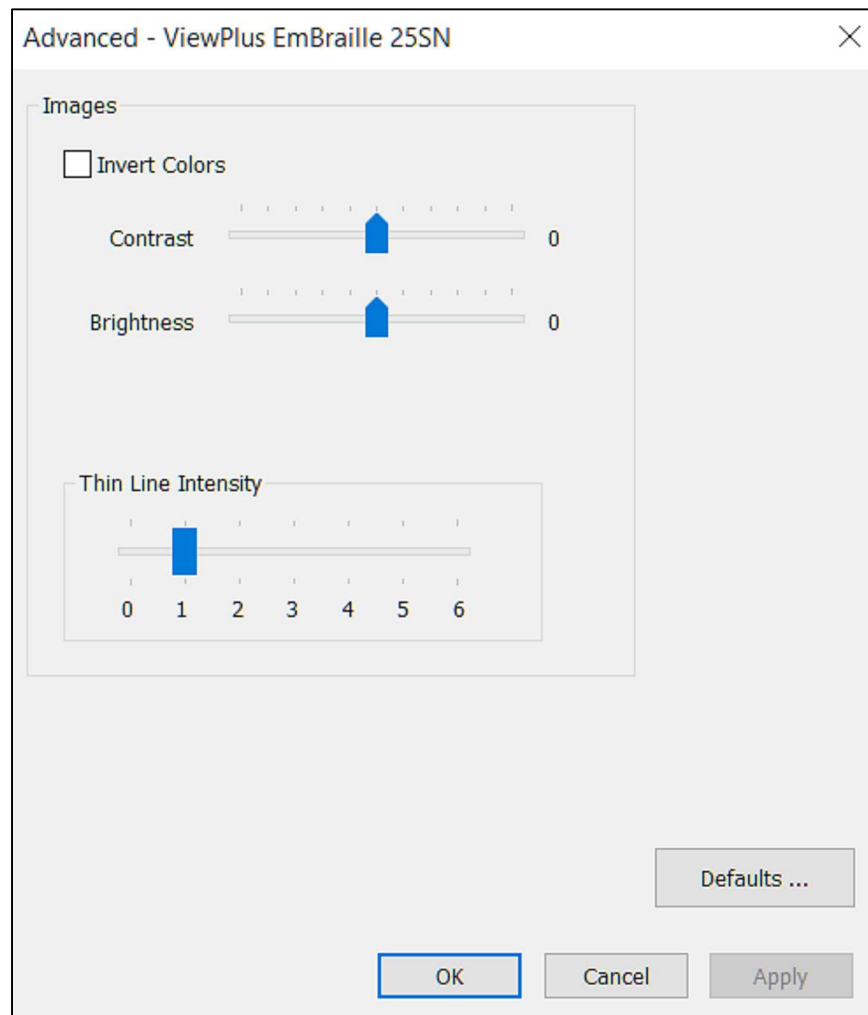 Advanced - ViewPlus EmBraille 25SN
Images
Invert Colors
Contrast 0
Brightness 0
Thin Line Intensity
0 1 2 3 4 5 6
Defaults ...
OK Cancel Apply